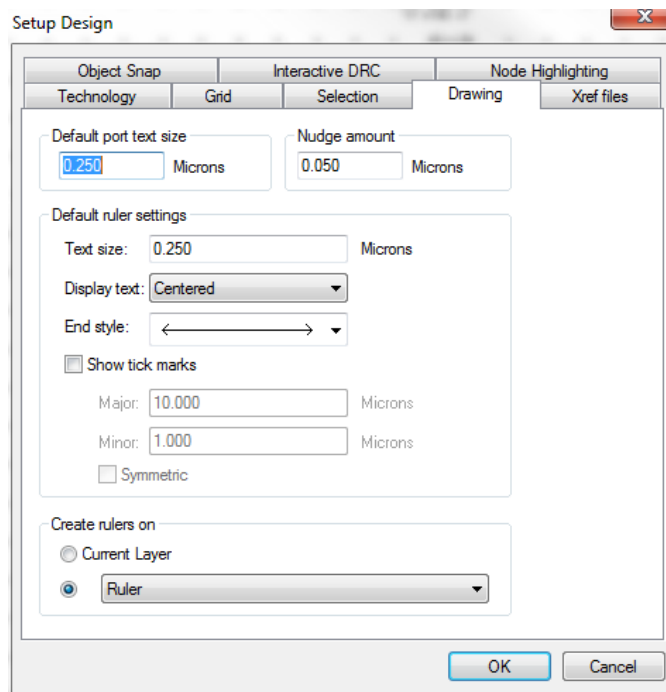 Setup Design
Object Snap Interactive DRC Node Highlighting
Technology Grid Selection Drawing Xref files
Default port text size Nudge amount
0.250 Microns 0.050 Microns
Default ruler settings
Text size: 0.250 Microns
Display text: Centered
End style:
Show tick marks
Major: 10.000 Microns
Minor: 1.000 Microns
Symmetric
Create rulers on
Current Layer
Ruler
OK Cancel